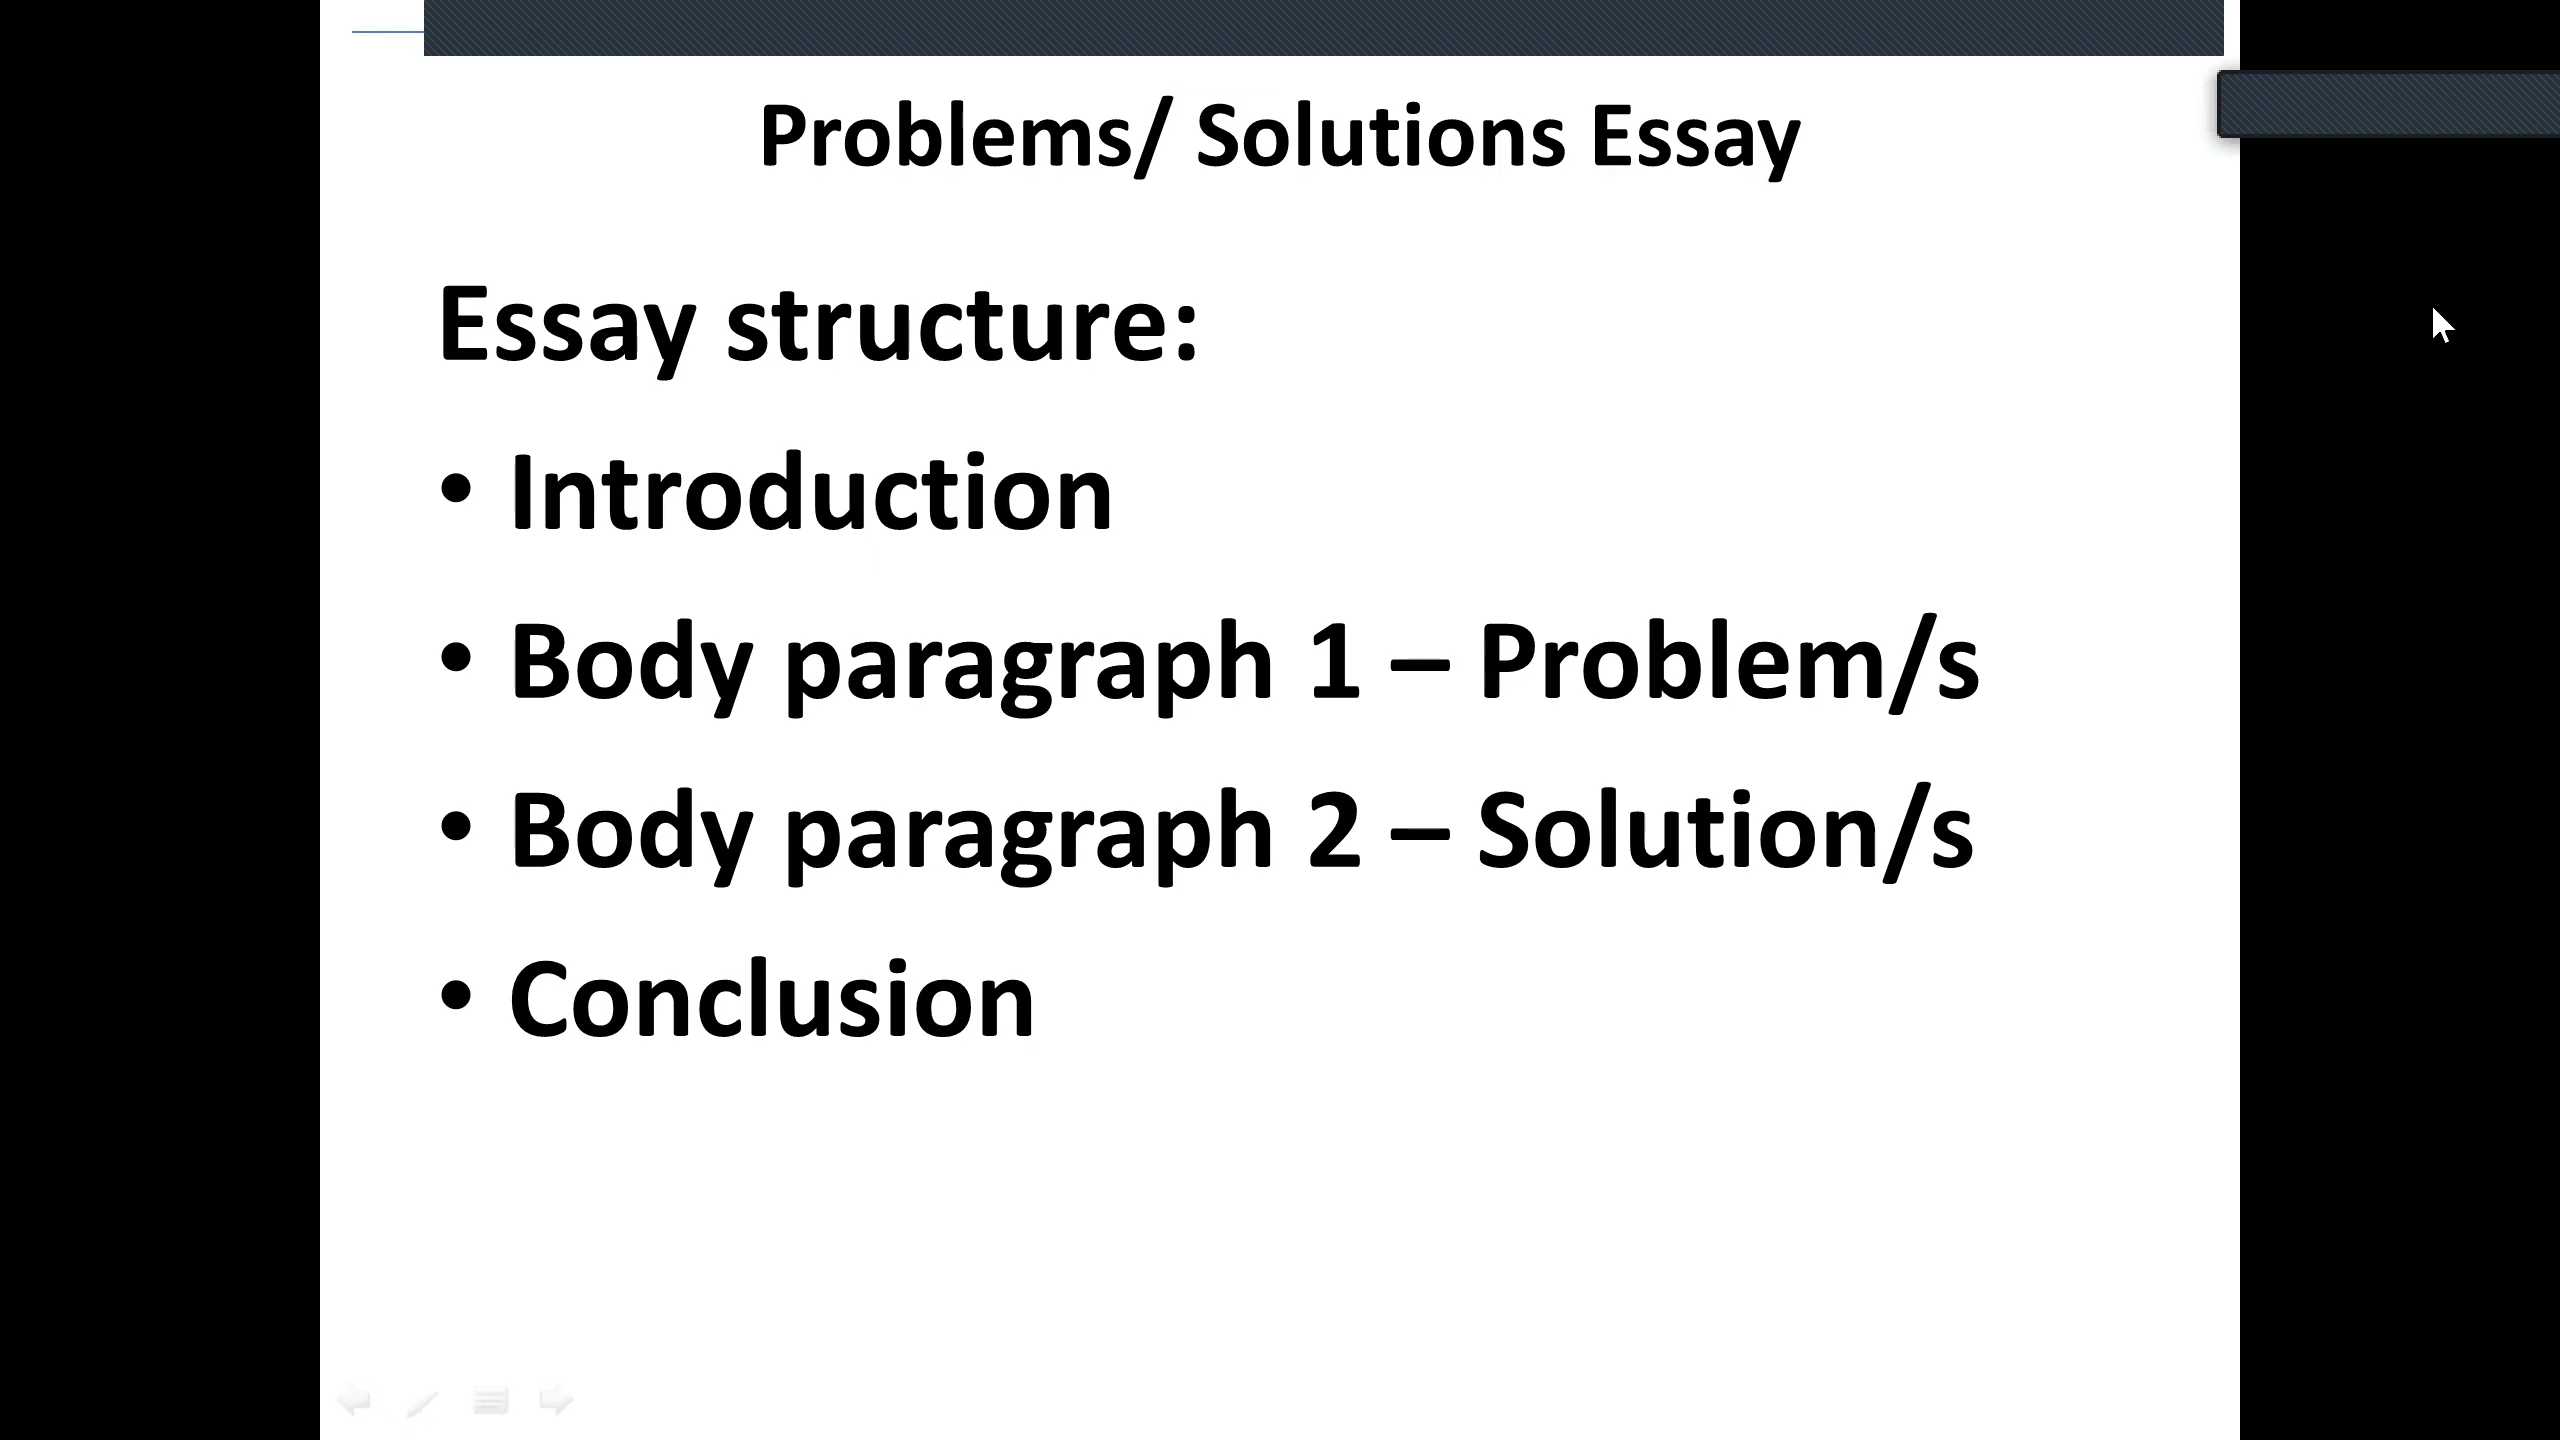 Problems/ Solutions Essay
Essay structure:
• Introduction
• Body paragraph 1 – Problem/s
• Body paragraph 2 – Solution/s
• Conclusion